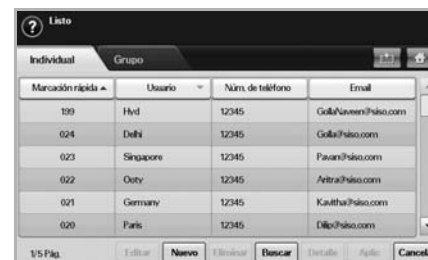 ? Listo
Individual Grupo
Marcación rápida Usuario Núm. de teléfono Email
199 Hyd 12345 GollaNaveen@siso.com
024 Delhi 12345 Golla@siso.com
023 Singapore 12345 Pavan@siso.com
022 Ooty 12345 Aritra@siso.com
021 Germany 12345 Kavitha@siso.com
020 Paris 12345 Dilip@siso.com
1/5 Pág. Editar Nuevo Eliminar Buscar Detalle Aplic Cancela